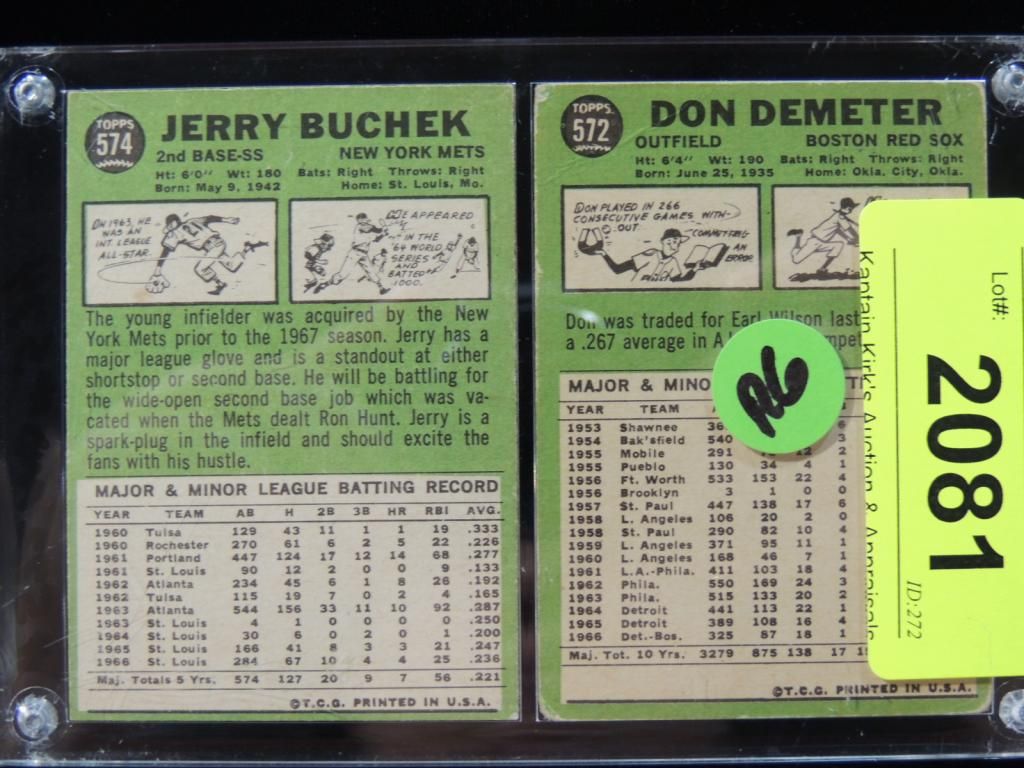 TOPPS
574
JERRY BUCHEK
2nd BASE-SS NEW YORK METS
Ht: 6'0" Wt: 180 Bats: Right Throws: Right
Born: May 9, 1942 Home: St. Louis, Mo.
IN 1963, HE
WAS AN
INT. LEAGUE
ALL-STAR.
HE APPEARED
IN THE
'64 WORLD
SERIES
AND
BATTED
1000.
The young infielder was acquired by the New
York Mets prior to the 1967 season. Jerry has a
major league glove and is a standout at either
shortstop or second base. He will be battling for
the wide-open second base job which was va-
cated when the Mets dealt Ron Hunt. Jerry is a
spark-plug in the infield and should excite the
fans with his hustle.
MAJOR & MINOR LEAGUE BATTING RECORD
YEAR TEAM AB H 2B 3B HR RBI AVG.
1960 Tulsa 129 43 11 1 1 19 .333
1960 Rochester 270 61 6 2 5 22 .226
1961 Portland 447 124 17 12 14 68 .277
1961 St. Louis 90 12 2 0 0 9 .133
1962 Atlanta 234 45 6 1 8 26 .192
1962 Tulsa 115 19 7 0 2 4 .165
1963 Atlanta 544 156 33 11 10 92 .287
1963 St. Louis 4 1 0 0 0 0 .250
1964 St. Louis 30 6 0 2 0 1 .200
1965 St. Louis 166 41 8 3 3 21 .247
1966 St. Louis 284 67 10 4 4 25 .236
Maj. Totals 5 Yrs. 574 127 20 9 7 56 .221
©T.C.G. PRINTED IN U.S.A.
TOPPS
572
DON DEMETER
OUTFIELD BOSTON RED SOX
Ht: 6'4" Wt: 190 Bats: Right Throws: Right
Born: June 25, 1935 Home: Okla. City, Okla.
DON PLAYED IN 266
CONSECUTIVE GAMES WITH-
OUT
COMMITTING
AN
ERROR.
Don was traded for Earl Wilson last
a .267 average in A
MAJOR & MINO
YEAR TEAM
1953 Shawnee 6
1954 Bak'sfield 540 3
1955 Mobile 291 12 2
1955 Pueblo 130 34 4 1
1956 Ft. Worth 533 153 22 4
1956 Brooklyn 3 1 0 0
1957 St. Paul 447 138 17 6
1958 L. Angeles 106 20 2 0
1958 St. Paul 290 82 10 4
1959 L. Angeles 371 95 11 1
1960 L. Angeles 168 46 7 1
1961 L.A.-Phila. 411 103 18 4
1962 Phila. 550 169 24 3
1963 Phila. 515 133 20 2
1964 Detroit 441 113 22 1
1965 Detroit 389 108 16 4
1966 Det.-Bos. 325 87 18 1
Maj. Tot. 10 Yrs. 3279 875 138 17
©T.C.G. PRINTED IN U.S.A.
Lot#:
2081
ID:272
Kaptain Kirk's Auction & Appraisals